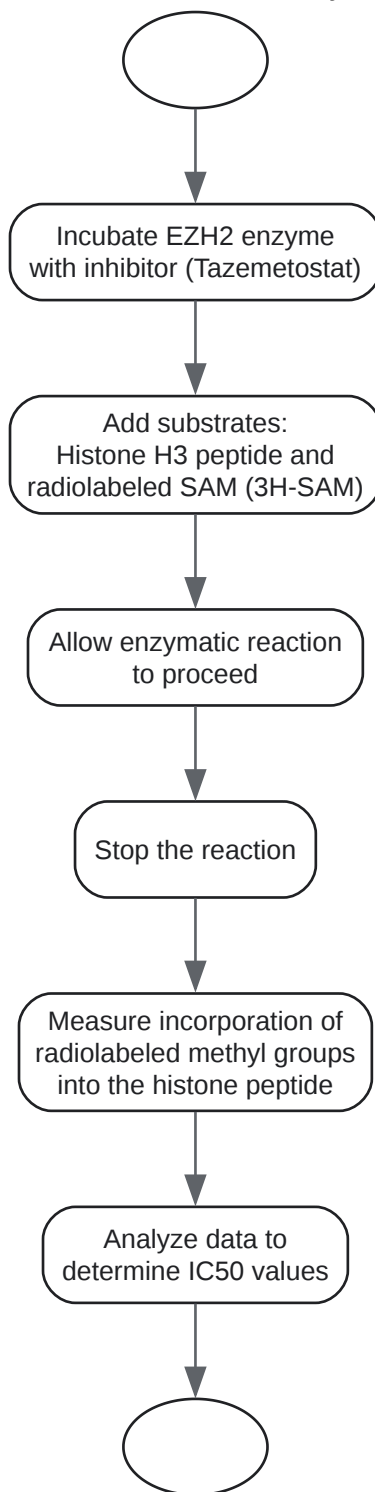 Incubate EZH2 enzyme
with inhibitor (Tazemetostat)
Add substrates:
Histone H3 peptide and
radiolabeled SAM (3H-SAM)
Allow enzymatic reaction
to proceed
Stop the reaction
Measure incorporation of
radiolabeled methyl groups
into the histone peptide
Analyze data to
determine IC50 values